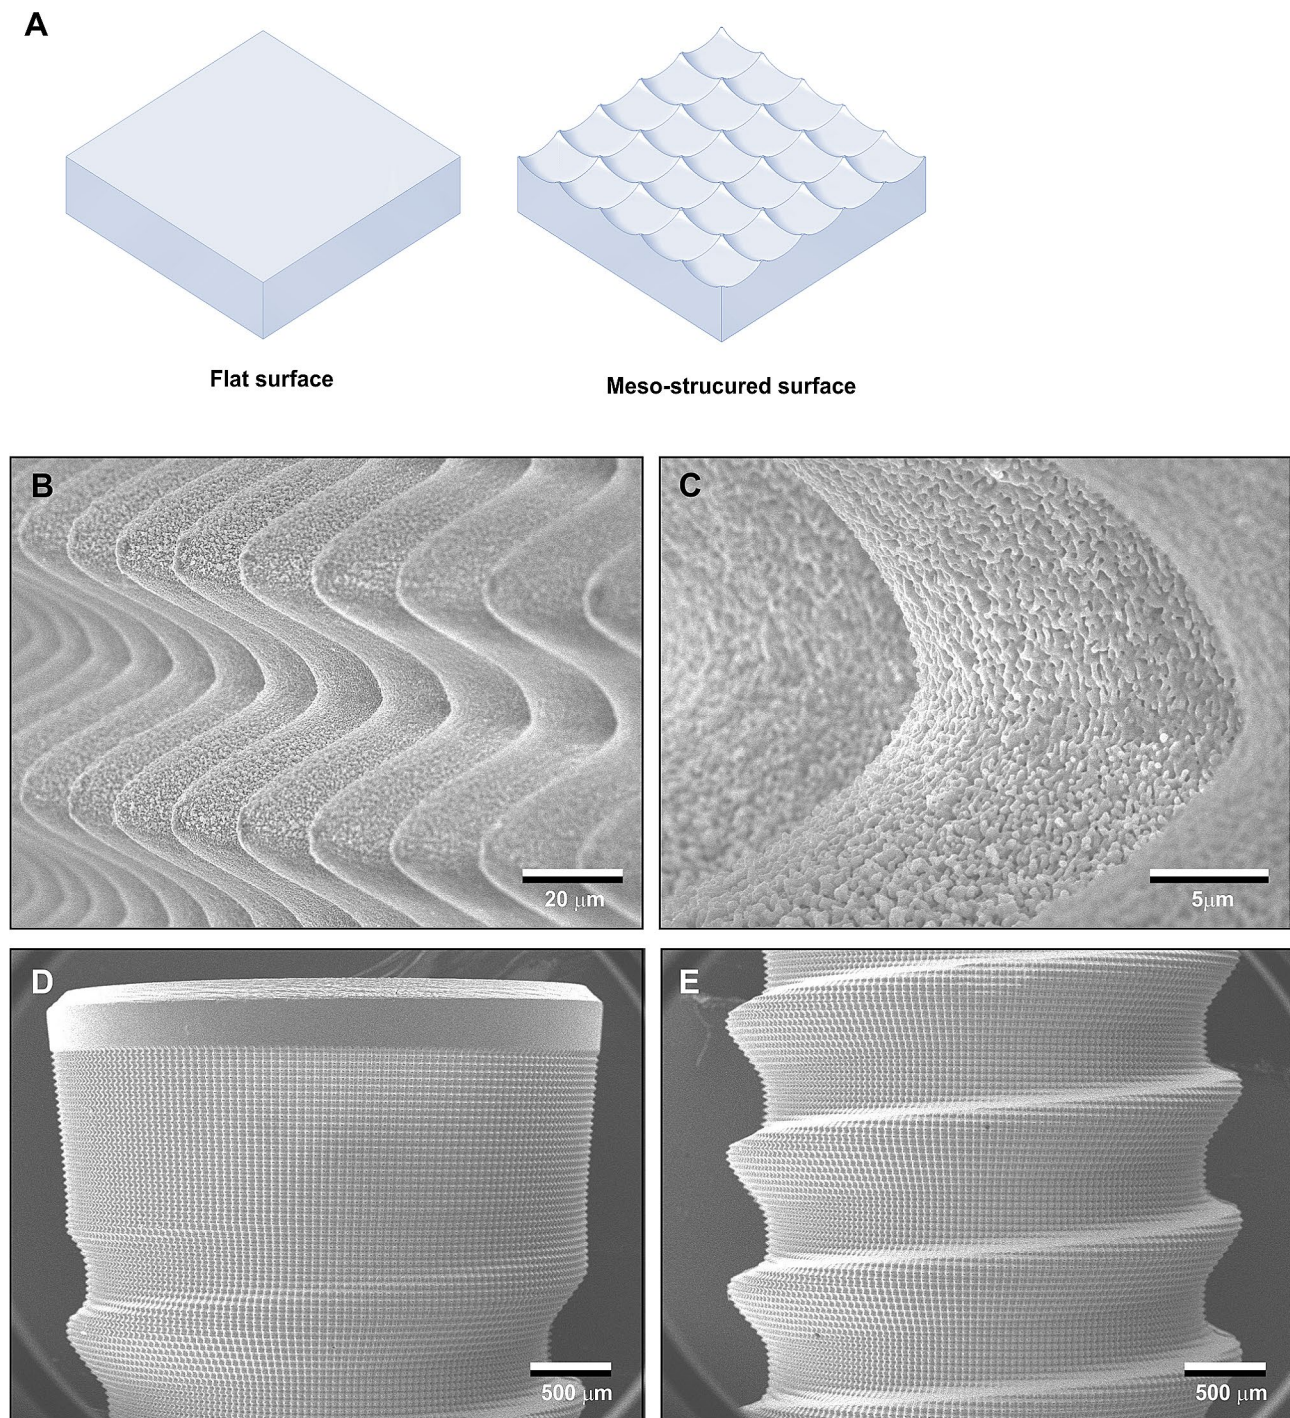 A
Flat surface
Meso-strucured surface
B
20 μm
C
5μm
D
500 μm
E
500 μm